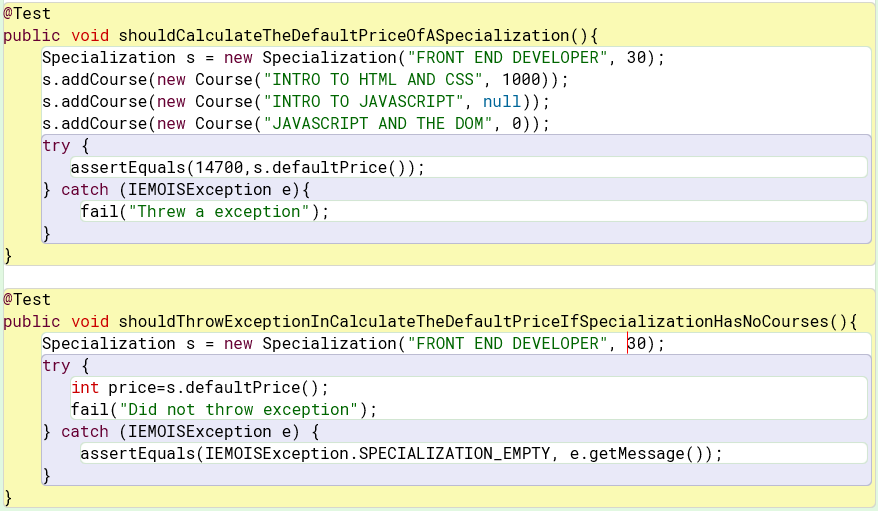 @Test
public void shouldCalculateTheDefaultPriceOfASpecialization(){
Specialization s = new Specialization("FRONT END DEVELOPER", 30);
s.addCourse(new Course("INTRO TO HTML AND CSS", 1000));
s.addCourse(new Course("INTRO TO JAVASCRIPT", null));
s.addCourse(new Course("JAVASCRIPT AND THE DOM", 0));
try {
assertEquals(14700,s.defaultPrice());
} catch (IEMOISException e){
fail("Threw a exception");
}
}
@Test
public void shouldThrowExceptionInCalculateTheDefaultPriceIfSpecializationHasNoCourses(){
Specialization s = new Specialization("FRONT END DEVELOPER", 30);
try {
int price=s.defaultPrice();
fail("Did not throw exception");
} catch (IEMOISException e) {
assertEquals(IEMOISException.SPECIALIZATION_EMPTY, e.getMessage());
}
}